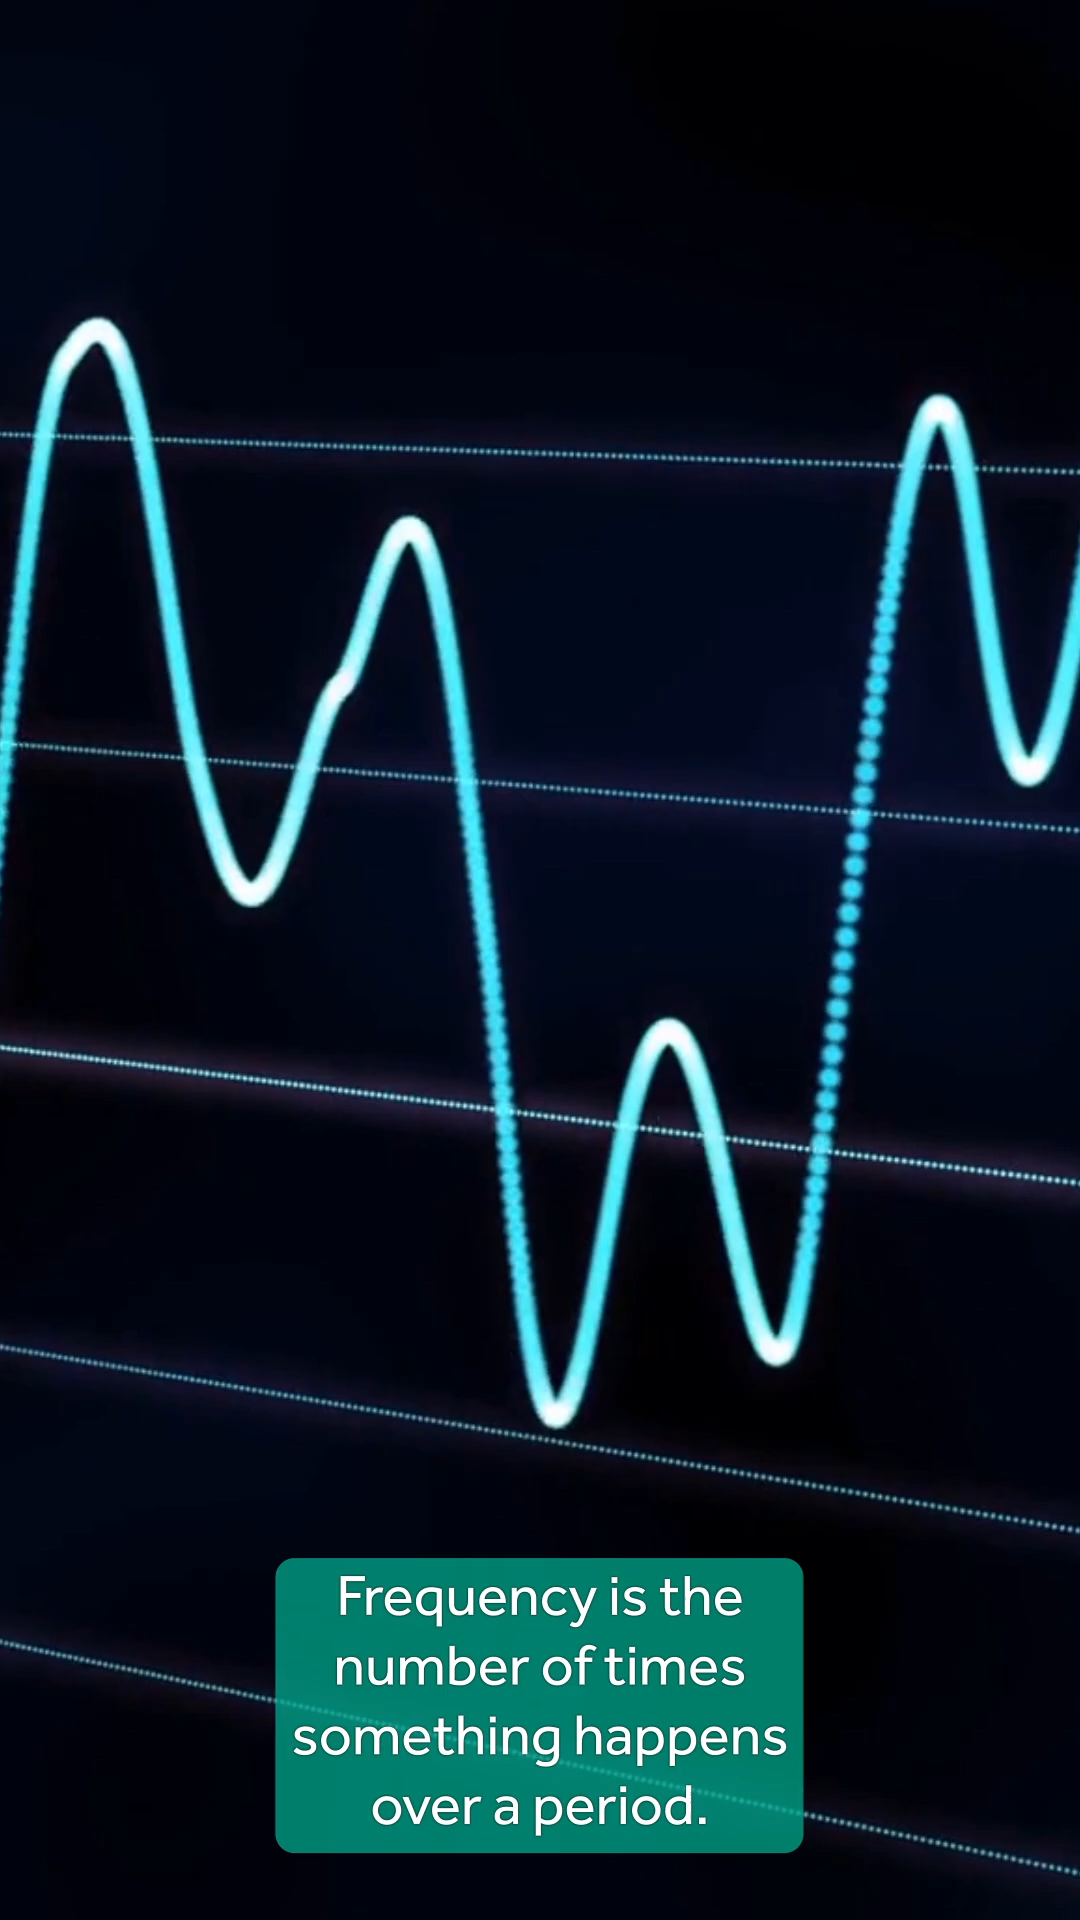 Frequency is the
number of times
something happens
over a period.